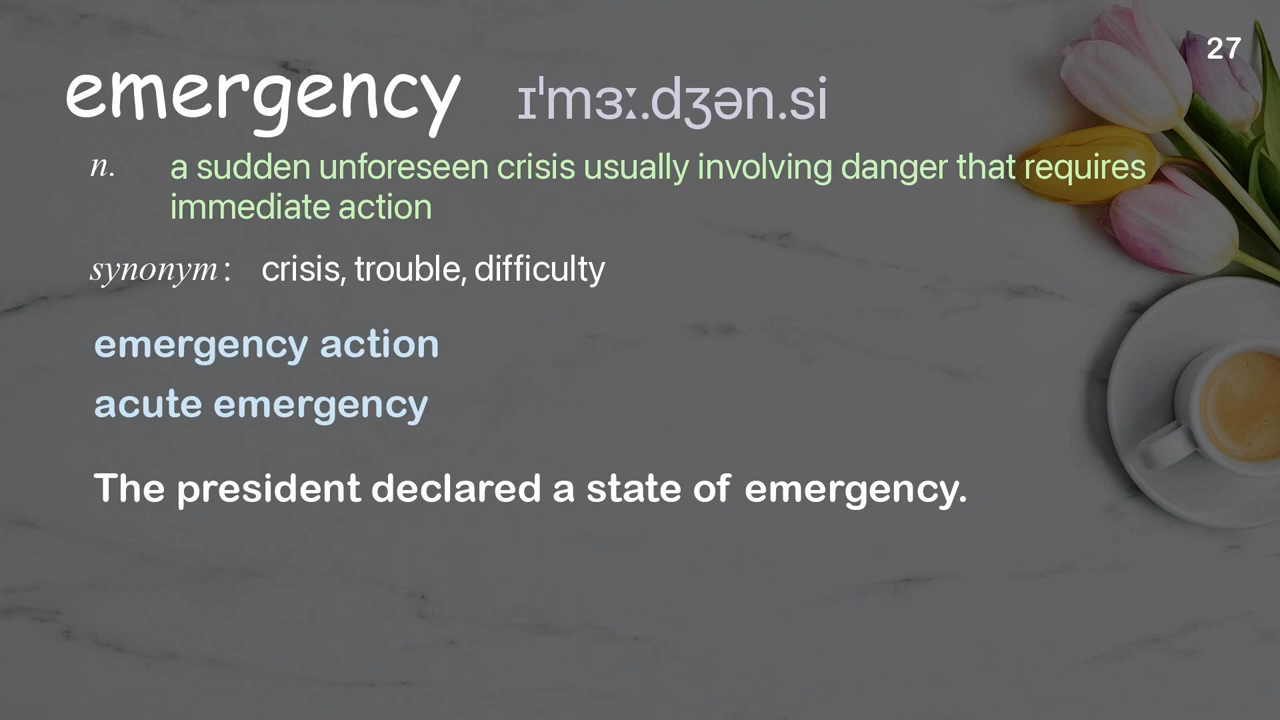 27
emergency ɪˈmɜː.dʒən.si
n. a sudden unforeseen crisis usually involving danger that requires
immediate action
synonym: crisis, trouble, difficulty
emergency action
acute emergency
The president declared a state of emergency.